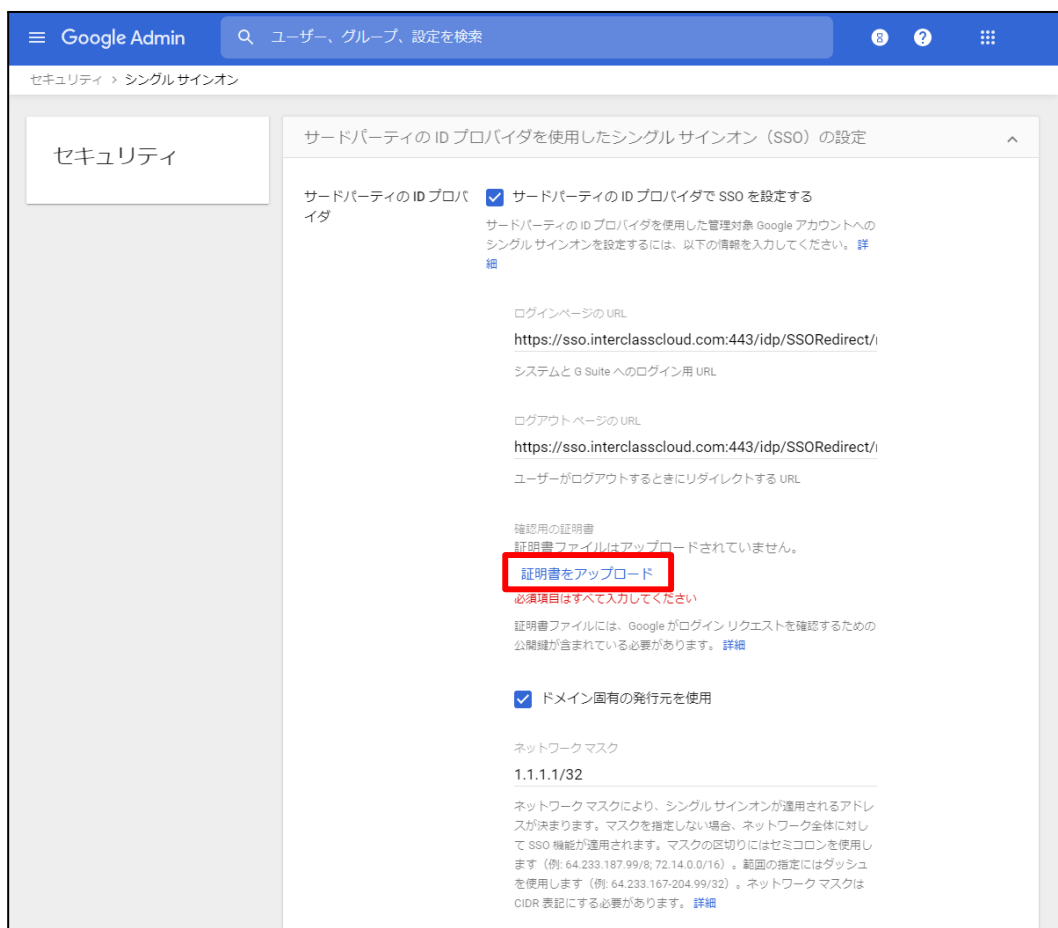 Google Admin
ユーザー、グループ、設定を検索
セキュリティ > シングル サインオン
セキュリティ
サードパーティの ID プロバイダを使用したシングル サインオン（SSO）の設定
サードパーティの ID プロバ
イダ
サードパーティの ID プロバイダで SSO を設定する
サードパーティの ID プロバイダを使用した管理対象 Google アカウントへの
シングル サインオンを設定するには、以下の情報を入力してください。 詳
細
ログインページの URL
https://sso.interclasscloud.com:443/idp/SSORedirect/
システムと G Suite へのログイン用 URL
ログアウト ページの URL
https://sso.interclasscloud.com:443/idp/SSORedirect/
ユーザーがログアウトするときにリダイレクトする URL
確認用の証明書
証明書ファイルはアップロードされていません。
証明書をアップロード
必須項目はすべて入力してください
証明書ファイルには、Google がログイン リクエストを確認するための
公開鍵が含まれている必要があります。 詳細
ドメイン固有の発行元を使用
ネットワーク マスク
1.1.1.1/32
ネットワーク マスクにより、シングル サインオンが適用されるアドレ
スが決まります。マスクを指定しない場合、ネットワーク全体に対し
て SSO 機能が適用されます。マスクの区切りにはセミコロンを使用し
ます（例: 64.233.187.99/8; 72.14.0.0/16）。範囲の指定にはダッシュ
を使用します（例: 64.233.167-204.99/32）。ネットワーク マスクは
CIDR 表記にする必要があります。 詳細